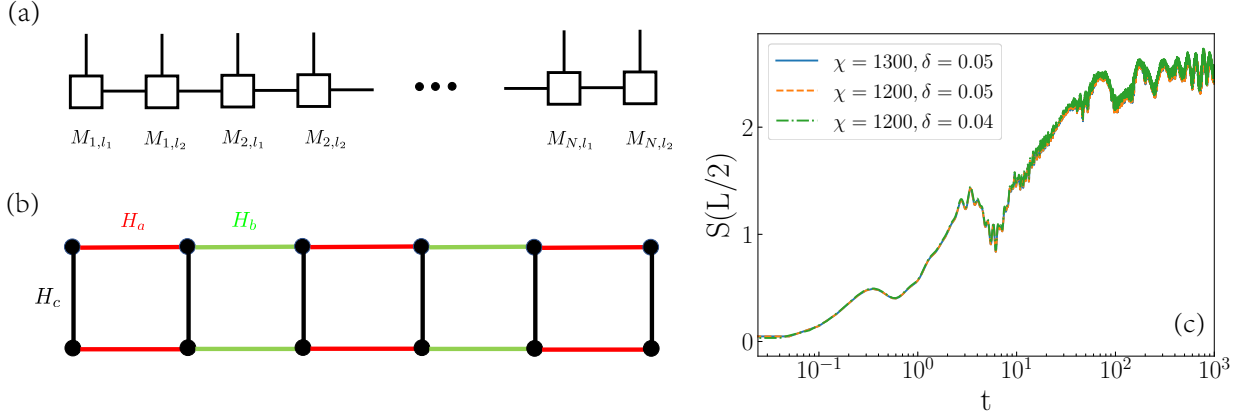 (a)
M_{1,l_1} M_{1,l_2} M_{2,l_1} M_{2,l_2} M_{N,l_1} M_{N,l_2}
(b)
H_a H_b
H_c
χ = 1300, δ = 0.05
χ = 1200, δ = 0.05
χ = 1200, δ = 0.04
S(L/2)
2
1
0
(c)
10^{-1} 10^0 10^1 10^2 10^3
t